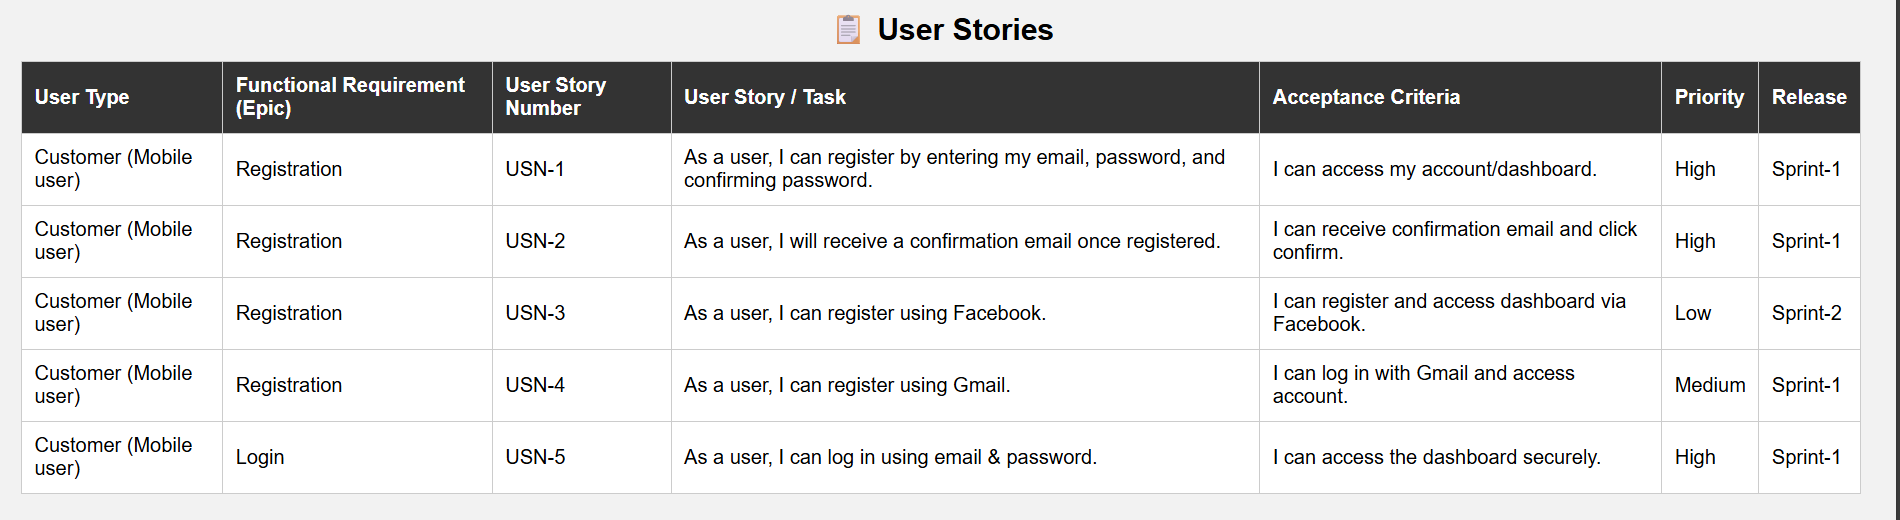 User Stories
User Type
Functional Requirement
(Epic)
User Story
Number
User Story / Task
Acceptance Criteria
Priority
Release
Customer (Mobile
user)
Registration
USN-1
As a user, I can register by entering my email, password, and
confirming password.
I can access my account/dashboard.
High
Sprint-1
Customer (Mobile
user)
Registration
USN-2
As a user, I will receive a confirmation email once registered.
I can receive confirmation email and click
confirm.
High
Sprint-1
Customer (Mobile
user)
Registration
USN-3
As a user, I can register using Facebook.
I can register and access dashboard via
Facebook.
Low
Sprint-2
Customer (Mobile
user)
Registration
USN-4
As a user, I can register using Gmail.
I can log in with Gmail and access
account.
Medium
Sprint-1
Customer (Mobile
user)
Login
USN-5
As a user, I can log in using email & password.
I can access the dashboard securely.
High
Sprint-1